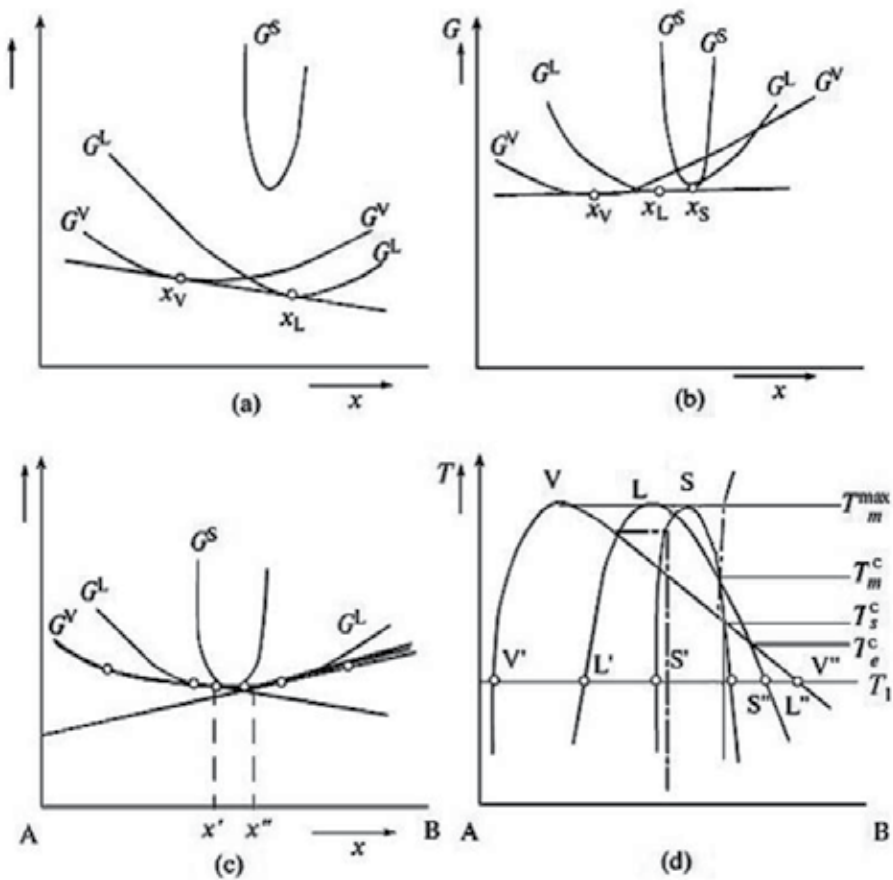 G^S
G^L
G^V
G^V
G^L
x_V
x_L
(a)
x
G
G^S
G^S
G^L
G^L
G^V
G^V
x_V
x_L
x_S
(b)
x
G^S
G^L
G^V
G^L
A
x'
x''
x
B
(c)
T
V
L
S
T_m^max
T_m^c
T_s^c
T_e^c
V'
L'
S'
V''
S''
L''
T_1
A
B
(d)